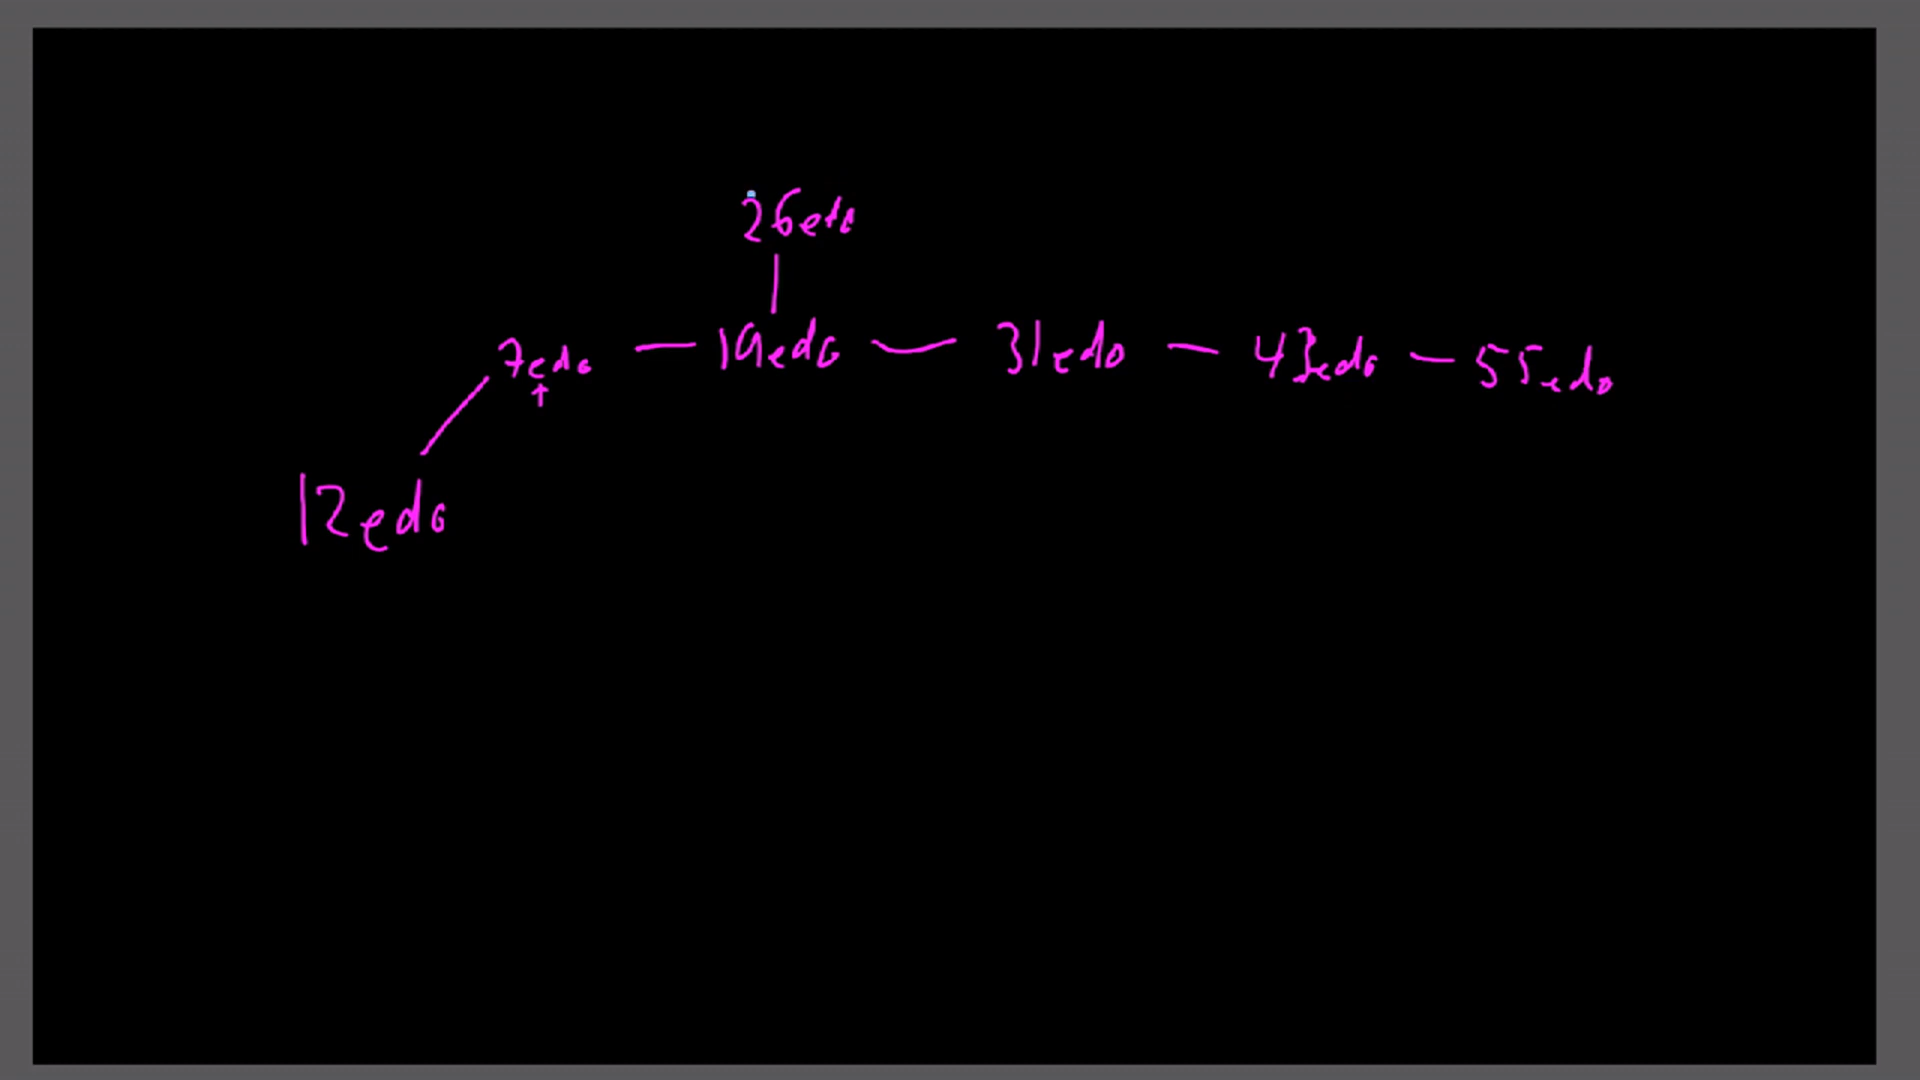 26edo
7edo — 19edo — 31edo — 43edo — 55edo
12edo